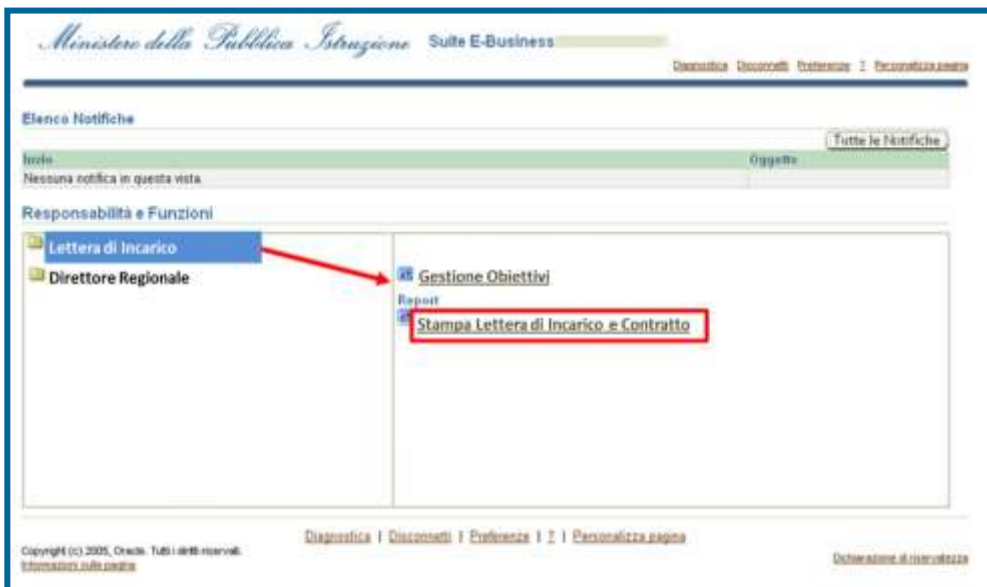 Ministero della Pubblica Istruzione Suite E-Business
Diagnostica Disconnetti Preferenze ? Personalizza pagina
Elenco Notifiche
Tutte le Notifiche
Invio Oggetto
Nessuna notifica in questa vista.
Responsabilità e Funzioni
Lettera di Incarico
Direttore Regionale
Gestione Obiettivi
Report
Stampa Lettera di Incarico e Contratto
Diagnostica | Disconnetti | Preferenze | ? | Personalizza pagina
Copyright (c) 2005, Oracle. Tutti i diritti riservati.
Informazioni sulla pagina
Dichiarazione di riservatezza